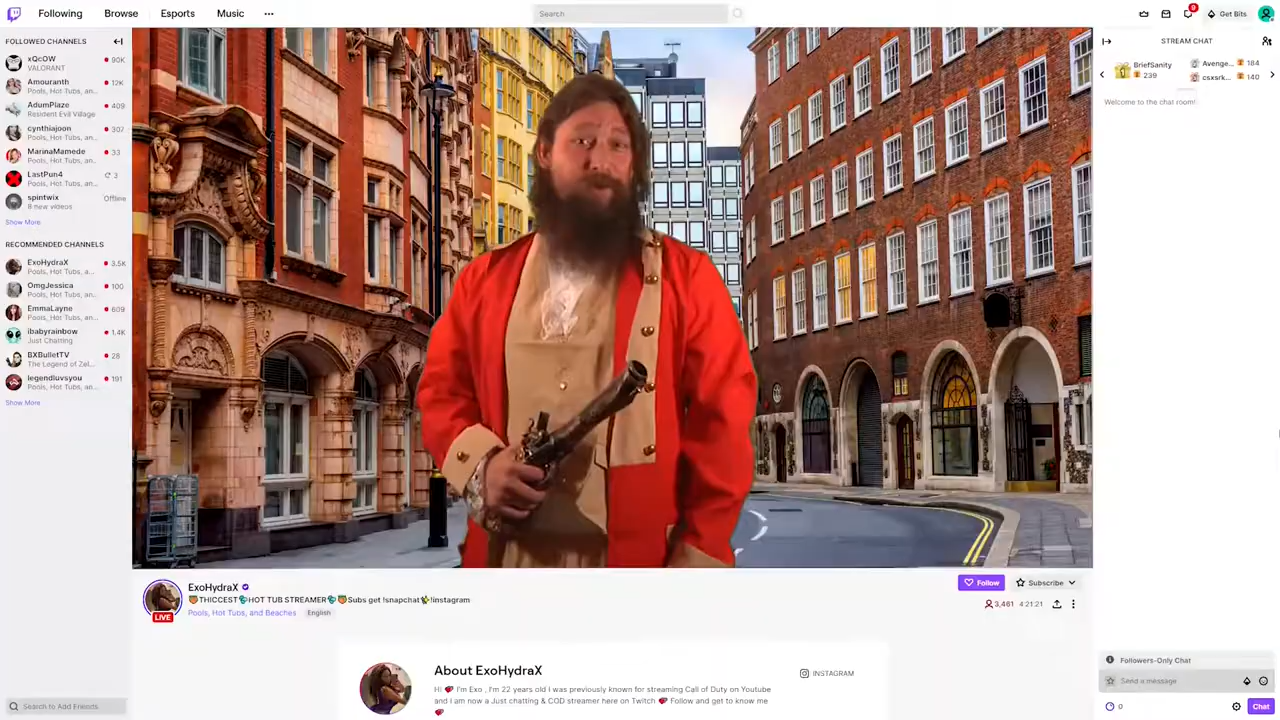 Following
Browse
Esports
Music
Search
9
Get Bits
FOLLOWED CHANNELS
xQcOW
90K
VALORANT
Amouranth
12K
Pools, Hot Tubs, an...
AdumPlaze
409
Resident Evil Village
cynthiajoon
307
Pools, Hot Tubs, an...
MarinaMamede
33
Pools, Hot Tubs, an...
LastPun4
3
Pools, Hot Tubs, an...
spintwix
Offline
8 new videos
Show More
RECOMMENDED CHANNELS
ExoHydraX
3.5K
Pools, Hot Tubs, a...
OmgJessica
100
Pools, Hot Tubs, an...
EmmaLayne
609
Pools, Hot Tubs, an...
ibabyrainbow
1.4K
Just Chatting
BXBulletTV
28
The Legend of Zel...
legendluvsyou
191
Pools, Hot Tubs, an...
Show More
Search to Add Friends
LIVE
ExoHydraX
THICCEST HOT TUB STREAMER Subs get !snapchat !instagram
Pools, Hot Tubs, and Beaches English
Follow
Subscribe
3,461 4:21:21
About ExoHydraX
INSTAGRAM
Hi I'm Exo , I'm 22 years old I was previously known for streaming Call of Duty on Youtube
and I am now a Just chatting & COD streamer here on Twitch Follow and get to know me
STREAM CHAT
BriefSanity
239
Avenge...
184
csxsrk...
140
Welcome to the chat room!
Followers-Only Chat
Send a message
0
Chat